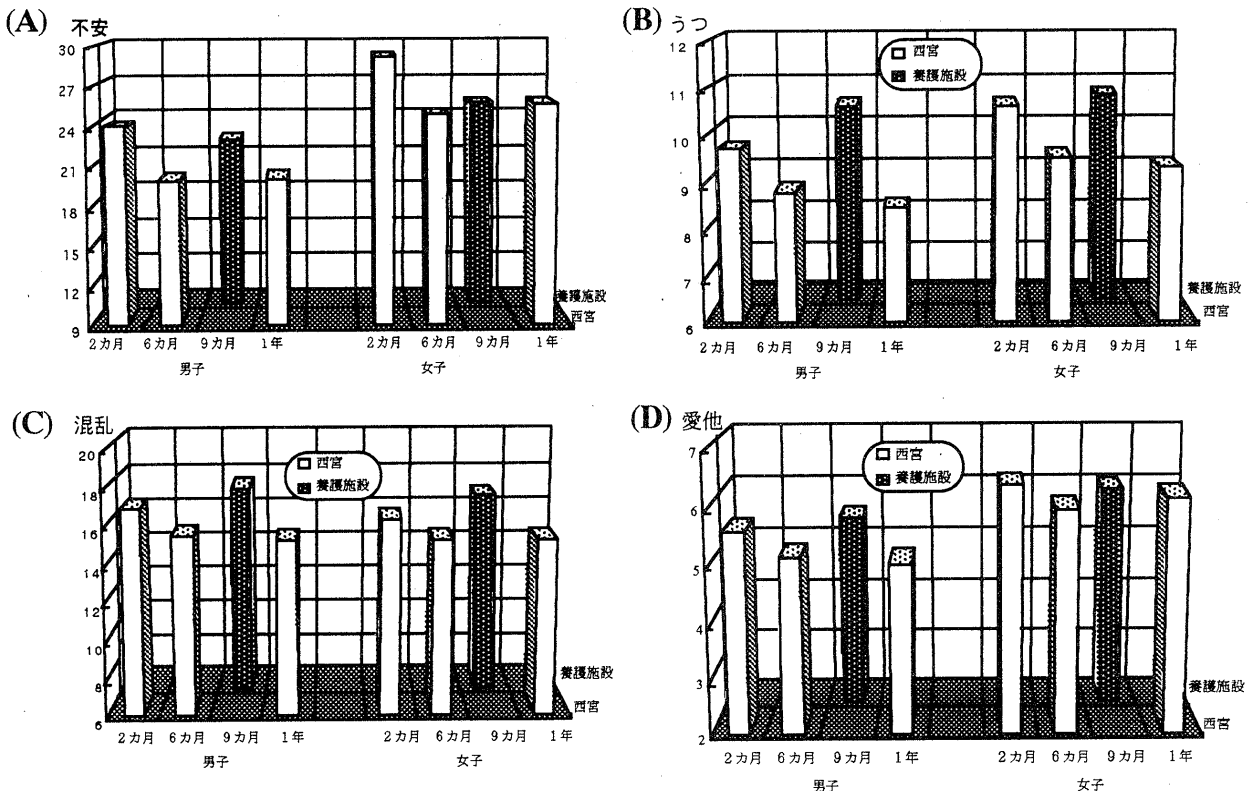 (A) 不安
30
27
24
21
18
15
12
9
養護施設
西宮
2カ月 6カ月 9カ月 1年 2カ月 6カ月 9カ月 1年
男子 女子
(B) うつ
12
11
10
9
8
7
6
西宮
養護施設
養護施設
西宮
2カ月 6カ月 9カ月 1年 2カ月 6カ月 9カ月 1年
男子 女子
(C) 混乱
20
18
16
14
12
10
8
6
西宮
養護施設
養護施設
西宮
2カ月 6カ月 9カ月 1年 2カ月 6カ月 9カ月 1年
男子 女子
(D) 愛他
7
6
5
4
3
2
西宮
養護施設
養護施設
西宮
2カ月 6カ月 9カ月 1年 2カ月 6カ月 9カ月 1年
男子 女子